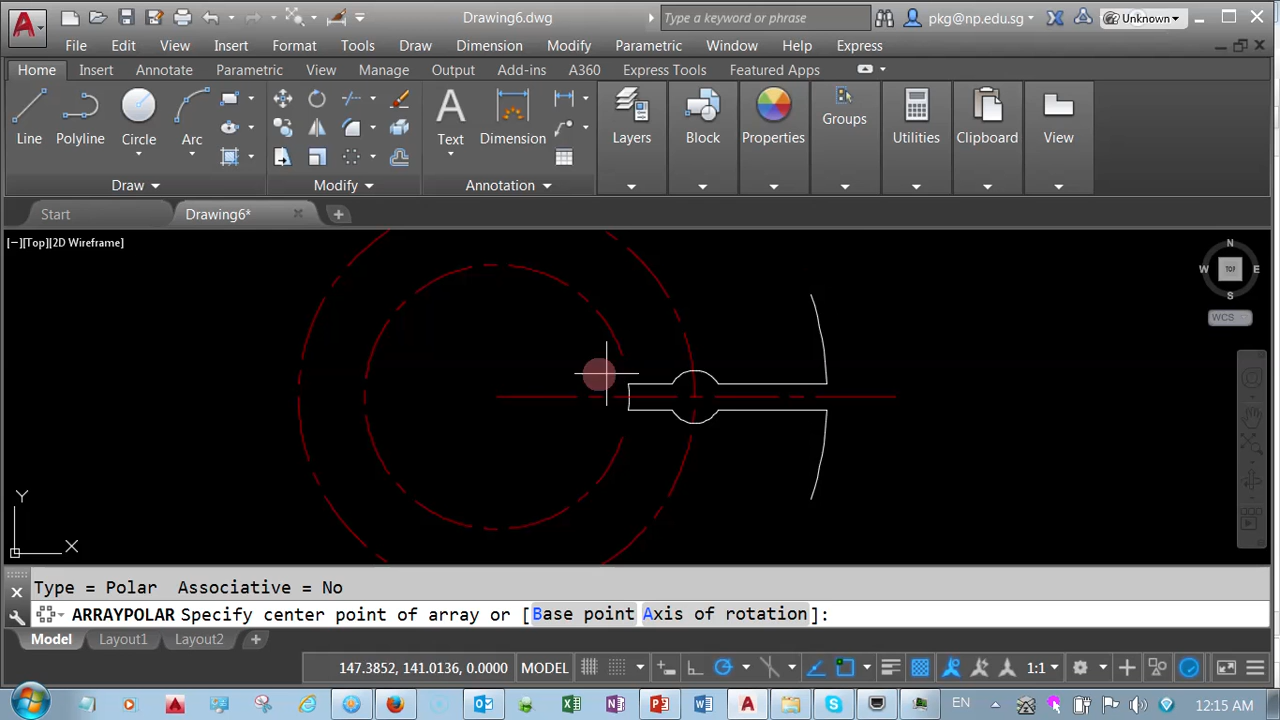 Drawing6.dwg
Type a keyword or phrase
pkg@np.edu.sg
Unknown
File Edit View Insert Format Tools Draw Dimension Modify Parametric Window Help Express
Home Insert Annotate Parametric View Manage Output Add-ins A360 Express Tools Featured Apps
Line Polyline Circle Arc Text Dimension Layers Block Properties Groups Utilities Clipboard View
Draw Modify Annotation
Start Drawing6*
[−][Top][2D Wireframe]
N
W TOP E
S
WCS
Y
X
Type = Polar Associative = No
ARRAYPOLAR Specify center point of array or [Base point Axis of rotation]:
Model Layout1 Layout2
147.3852, 141.0136, 0.0000 MODEL 1:1
EN 12:15 AM